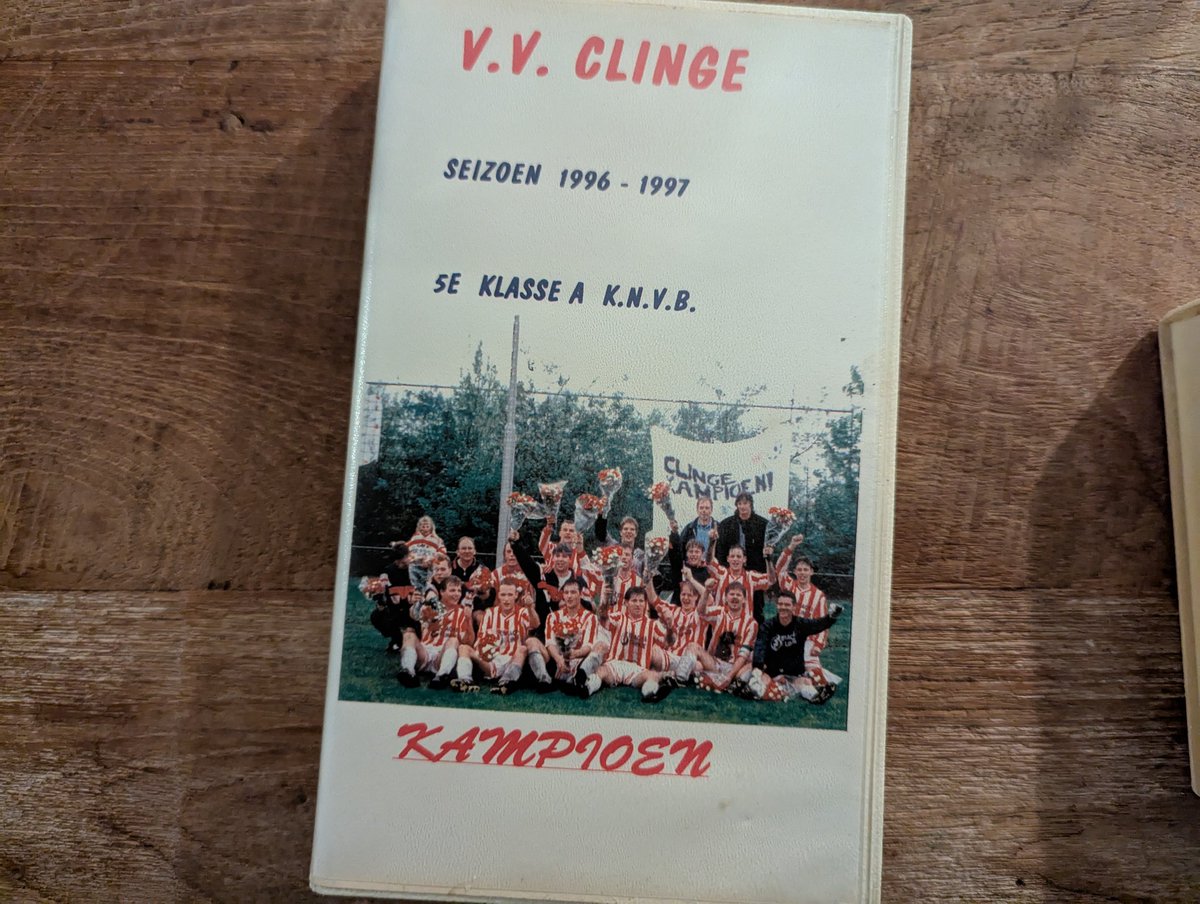 V.V. CLINGE
SEIZOEN 1996 - 1997
5E KLASSE A K.N.V.B.
CLINGE
KAMPIOEN!
KAMPIOEN